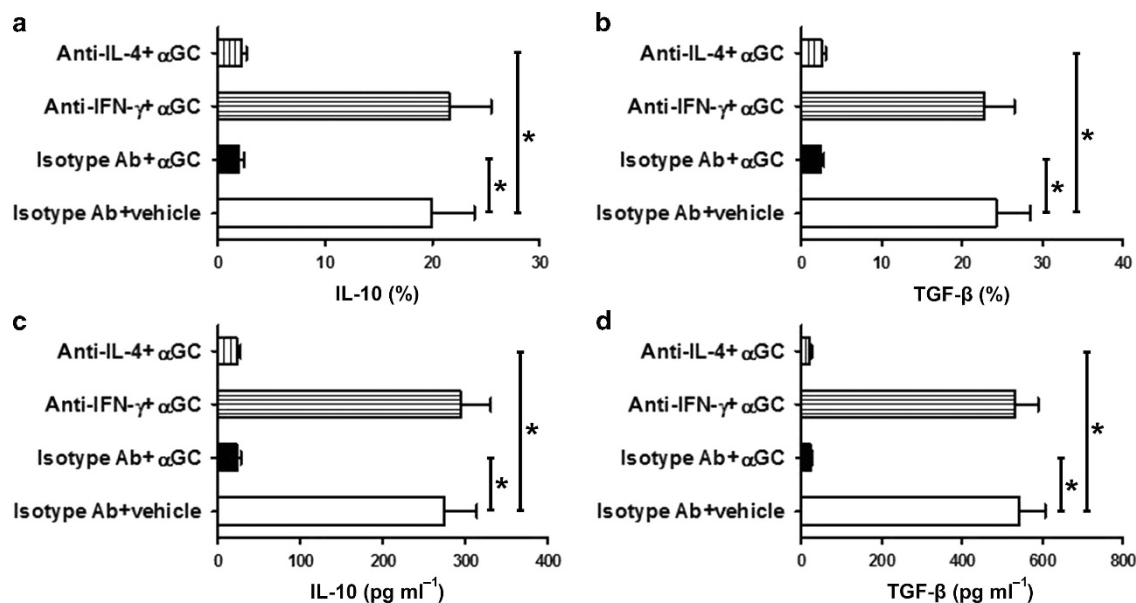 a
Anti-IL-4+ αGC
Anti-IFN-γ+ αGC
Isotype Ab+αGC
Isotype Ab+vehicle
*
*
0 10 20 30
IL-10 (%)
b
Anti-IL-4+ αGC
Anti-IFN-γ+ αGC
Isotype Ab+αGC
Isotype Ab+vehicle
*
*
0 10 20 30 40
TGF-β (%)
c
Anti-IL-4+ αGC
Anti-IFN-γ+ αGC
Isotype Ab+αGC
Isotype Ab+vehicle
*
*
0 100 200 300 400
IL-10 (pg ml⁻¹)
d
Anti-IL-4+ αGC
Anti-IFN-γ+ αGC
Isotype Ab+αGC
Isotype Ab+vehicle
*
*
0 200 400 600 800
TGF-β (pg ml⁻¹)